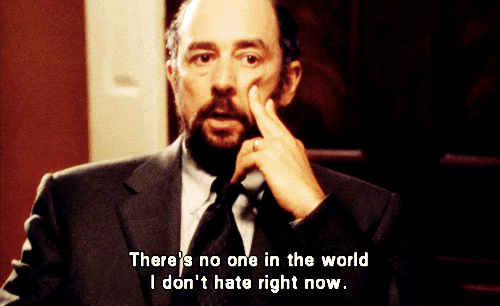 There's no one in the world
I don't hate right now.